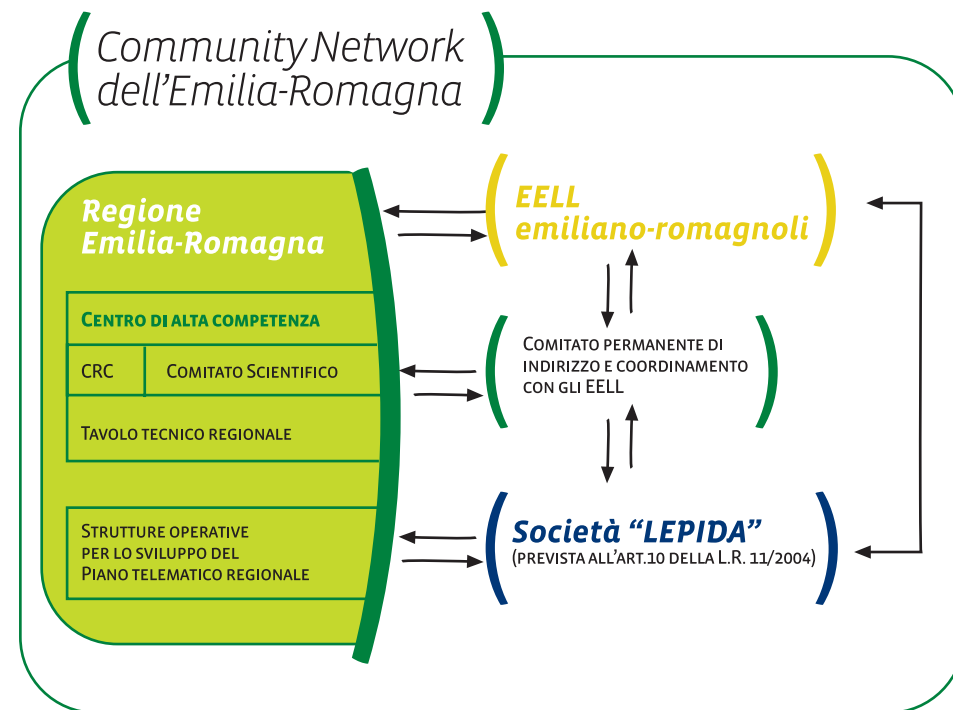 Community Network
dell'Emilia-Romagna
Regione
Emilia-Romagna
CENTRO DI ALTA COMPETENZA
CRC
COMITATO SCIENTIFICO
TAVOLO TECNICO REGIONALE
STRUTTURE OPERATIVE
PER LO SVILUPPO DEL
PIANO TELEMATICO REGIONALE
EELL
emiliano-romagnoli
COMITATO PERMANENTE DI
INDIRIZZO E COORDINAMENTO
CON GLI EELL
Società “LEPIDA”
(PREVISTA ALL'ART.10 DELLA L.R. 11/2004)